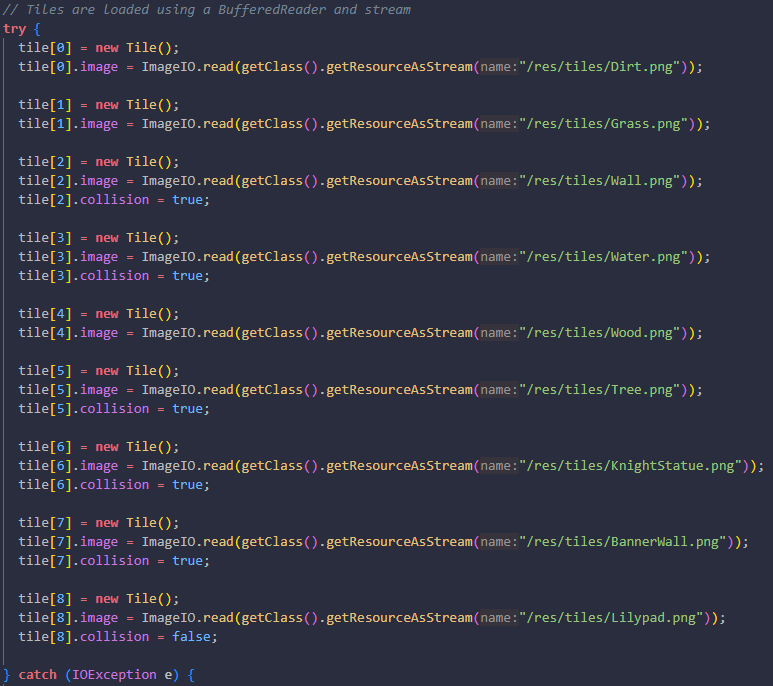 // Tiles are loaded using a BufferedReader and stream
try {
tile[0] = new Tile();
tile[0].image = ImageIO.read(getClass().getResourceAsStream(name:"/res/tiles/Dirt.png"));
tile[1] = new Tile();
tile[1].image = ImageIO.read(getClass().getResourceAsStream(name:"/res/tiles/Grass.png"));
tile[2] = new Tile();
tile[2].image = ImageIO.read(getClass().getResourceAsStream(name:"/res/tiles/Wall.png"));
tile[2].collision = true;
tile[3] = new Tile();
tile[3].image = ImageIO.read(getClass().getResourceAsStream(name:"/res/tiles/Water.png"));
tile[3].collision = true;
tile[4] = new Tile();
tile[4].image = ImageIO.read(getClass().getResourceAsStream(name:"/res/tiles/Wood.png"));
tile[5] = new Tile();
tile[5].image = ImageIO.read(getClass().getResourceAsStream(name:"/res/tiles/Tree.png"));
tile[5].collision = true;
tile[6] = new Tile();
tile[6].image = ImageIO.read(getClass().getResourceAsStream(name:"/res/tiles/KnightStatue.png"));
tile[6].collision = true;
tile[7] = new Tile();
tile[7].image = ImageIO.read(getClass().getResourceAsStream(name:"/res/tiles/BannerWall.png"));
tile[7].collision = true;
tile[8] = new Tile();
tile[8].image = ImageIO.read(getClass().getResourceAsStream(name:"/res/tiles/Lilypad.png"));
tile[8].collision = false;
} catch (IOException e) {